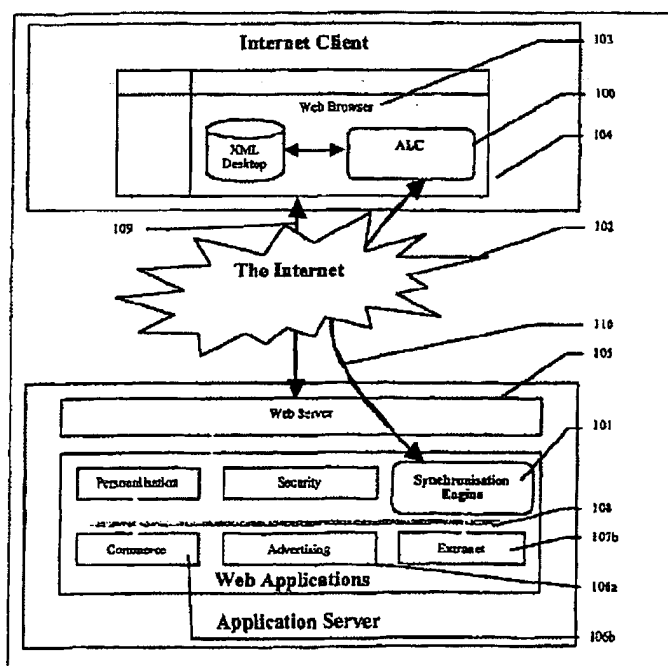 Internet Client
103
Web Browser
100
XML
Desktop
ALC
104
109
102
The Internet
110
105
Web Server
101
Personalisation
Security
Synchronisation
Engine
108
107b
Commerce
Advertising
Extranet
Web Applications
106a
Application Server
106b